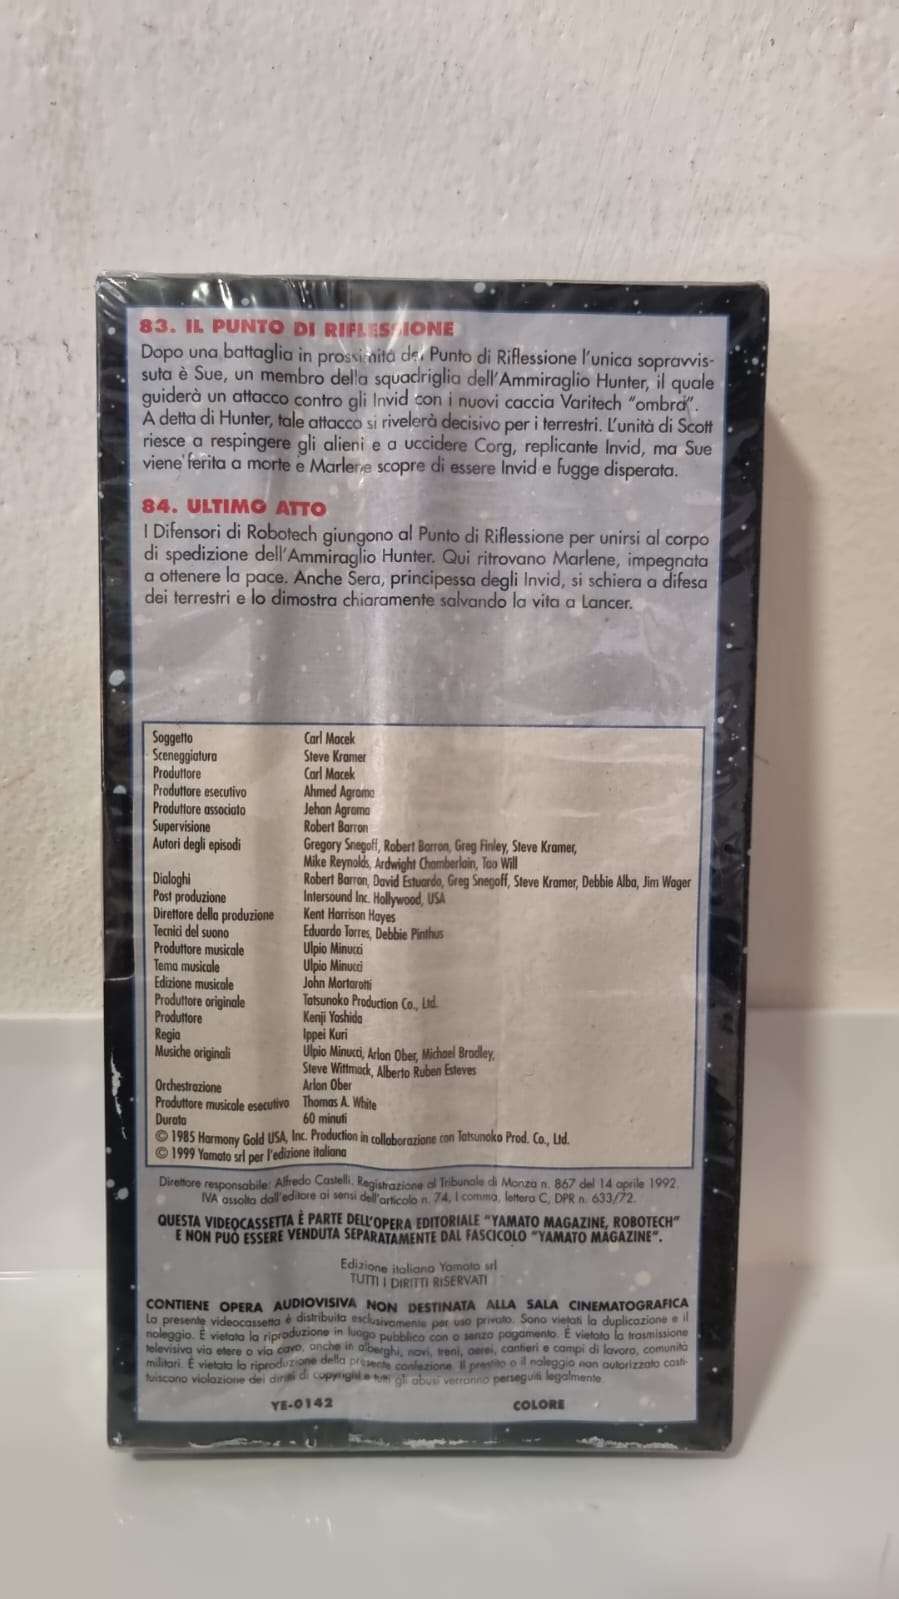 83. IL PUNTO DI RIFLESSIONE
Dopo una battaglia in prossimità del Punto di Riflessione l'unica sopravvis-
suta è Sue, un membro della squadriglia dell'Ammiraglio Hunter, il quale
guiderà un attacco contro gli Invid con i nuovi caccia Varitech "ombra".
A detta di Hunter, tale attacco si rivelerà decisivo per i terrestri. L'unità di Scott
riesce a respingere gli alieni e a uccidere Corg, replicante Invid, ma Sue
viene ferita a morte e Marlene scopre di essere Invid e fugge disperata.
84. ULTIMO ATTO
I Difensori di Robotech giungono al Punto di Riflessione per unirsi al corpo
di spedizione dell'Ammiraglio Hunter. Qui ritrovano Marlene, impegnata
a ottenere la pace. Anche Sera, principessa degli Invid, si schiera a difesa
dei terrestri e lo dimostra chiaramente salvando la vita a Lancer.
Soggetto Carl Macek
Sceneggiatura Steve Kramer
Produttore Carl Macek
Produttore esecutivo Ahmed Agrama
Produttore associato Jehan Agrama
Supervisione Robert Barron
Autori degli episodi Gregory Snegoff, Robert Barron, Greg Finley, Steve Kramer,
Mike Reynolds, Ardwight Chamberlain, Tao Will
Dialoghi Robert Barron, David Estuardo, Greg Snegoff, Steve Kramer, Debbie Alba, Jim Wager
Post produzione Intersound Inc. Hollywood, USA
Direttore della produzione Kent Harrison Hayes
Tecnici del suono Eduardo Torres, Debbie Pinthus
Produttore musicale Ulpio Minucci
Tema musicale Ulpio Minucci
Edizione musicale John Mortarotti
Produttore originale Tatsunoko Production Co., Ltd.
Produttore Kenji Yoshida
Regia Ippei Kuri
Musiche originali Ulpio Minucci, Arlon Ober, Michael Bradley,
Steve Wittmack, Alberto Ruben Esteves
Orchestrazione Arlon Ober
Produttore musicale esecutivo Thomas A. White
Durata 60 minuti
© 1985 Harmony Gold USA, Inc. Production in collaborazione con Tatsunoko Prod. Co., Ltd.
© 1999 Yamato srl per l'edizione italiana
Direttore responsabile: Alfredo Castelli. Registrazione al Tribunale di Monza n. 867 del 14 aprile 1992.
IVA assolta dall'editore ai sensi dell'articolo n. 74, I comma, lettera C, DPR n. 633/72.
QUESTA VIDEOCASSETTA È PARTE DELL'OPERA EDITORIALE "YAMATO MAGAZINE, ROBOTECH"
E NON PUÒ ESSERE VENDUTA SEPARATAMENTE DAL FASCICOLO "YAMATO MAGAZINE".
Edizione italiana Yamato srl
TUTTI I DIRITTI RISERVATI
CONTIENE OPERA AUDIOVISIVA NON DESTINATA ALLA SALA CINEMATOGRAFICA
La presente videocassetta è distribuita esclusivamente per uso privato. Sono vietati la duplicazione e il
noleggio. È vietata la riproduzione in luogo pubblico con o senza pagamento. È vietata la trasmissione
televisiva via etere o via cavo, anche in alberghi, navi, treni, aerei, cantieri e campi di lavoro, comunità
militari. È vietata la riproduzione della presente confezione. Il prestito o il noleggio non autorizzato costi-
tuiscono violazione dei diritti di copyright e tutti gli abusi verranno perseguiti legalmente.
YE-0142 COLORE